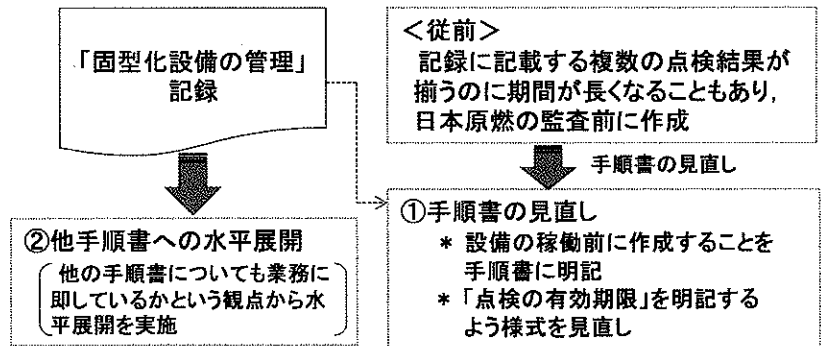 「固型化設備の管理」
記録
＜従前＞
記録に記載する複数の点検結果が
揃うのに期間が長くなることもあり，
日本原燃の監査前に作成
手順書の見直し
①手順書の見直し
＊ 設備の稼働前に作成することを
手順書に明記
＊「点検の有効期限」を明記する
よう様式を見直し
②他手順書への水平展開
他の手順書についても業務に
即しているかという観点から水
平展開を実施